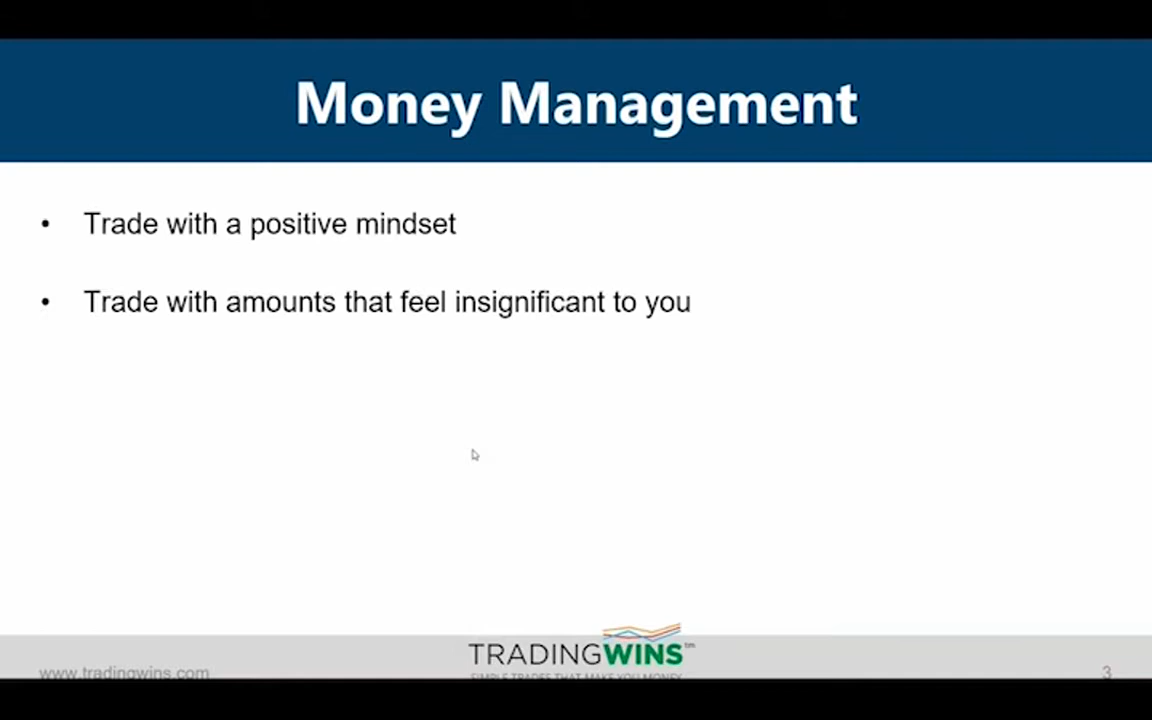 Money Management
• Trade with a positive mindset
• Trade with amounts that feel insignificant to you
TRADINGWINS™
SIMPLE TRADES THAT MAKE YOU MONEY
www.tradingwins.com
3